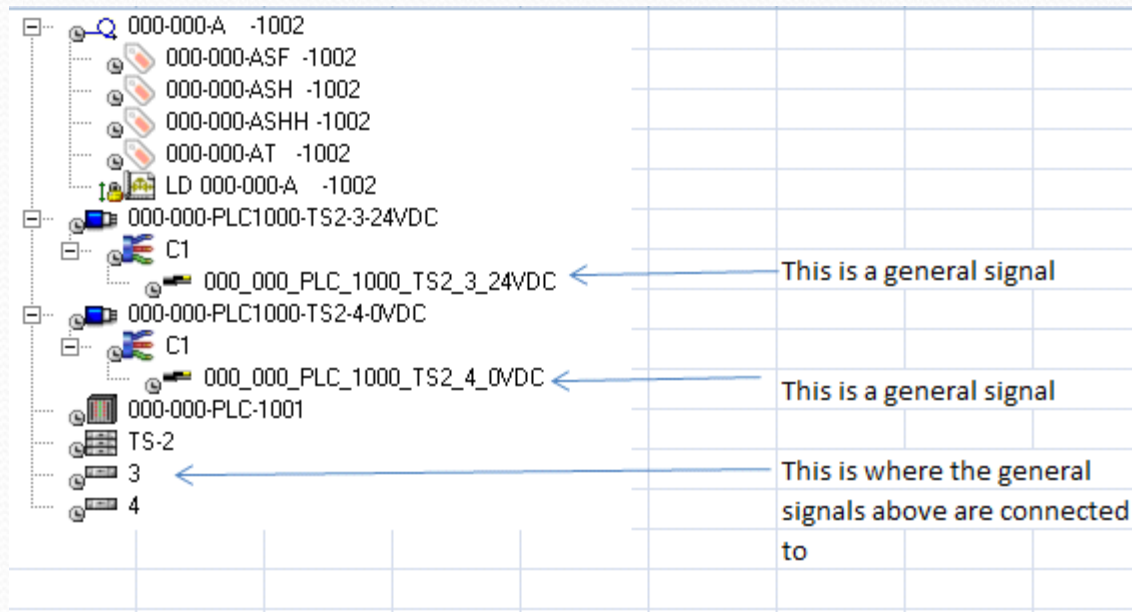 000-000-A -1002
000-000-ASF -1002
000-000-ASH -1002
000-000-ASHH -1002
000-000-AT -1002
LD 000-000-A -1002
000-000-PLC1000-TS2-3-24VDC
C1
000_000_PLC_1000_TS2_3_24VDC
This is a general signal
000-000-PLC1000-TS2-4-0VDC
C1
000_000_PLC_1000_TS2_4_0VDC
This is a general signal
000-000-PLC-1001
TS-2
3
This is where the general
signals above are connected
to
4